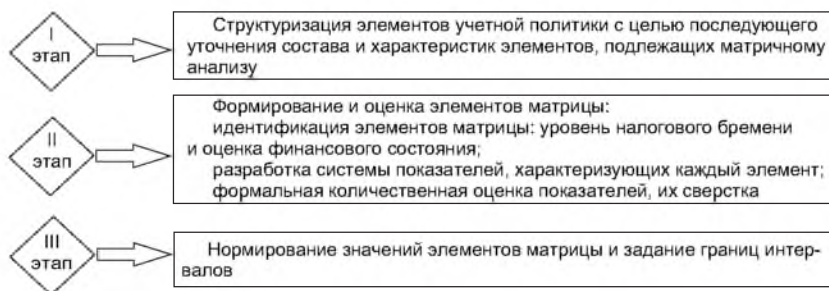 I
этап
Структуризация элементов учетной политики с целью последующего
уточнения состава и характеристик элементов, подлежащих матричному
анализу
II
этап
Формирование и оценка элементов матрицы:
идентификация элементов матрицы: уровень налогового бремени
и оценка финансового состояния;
разработка системы показателей, характеризующих каждый элемент;
формальная количественная оценка показателей, их свертска
III
этап
Нормирование значений элементов матрицы и задание границ интер-
валов